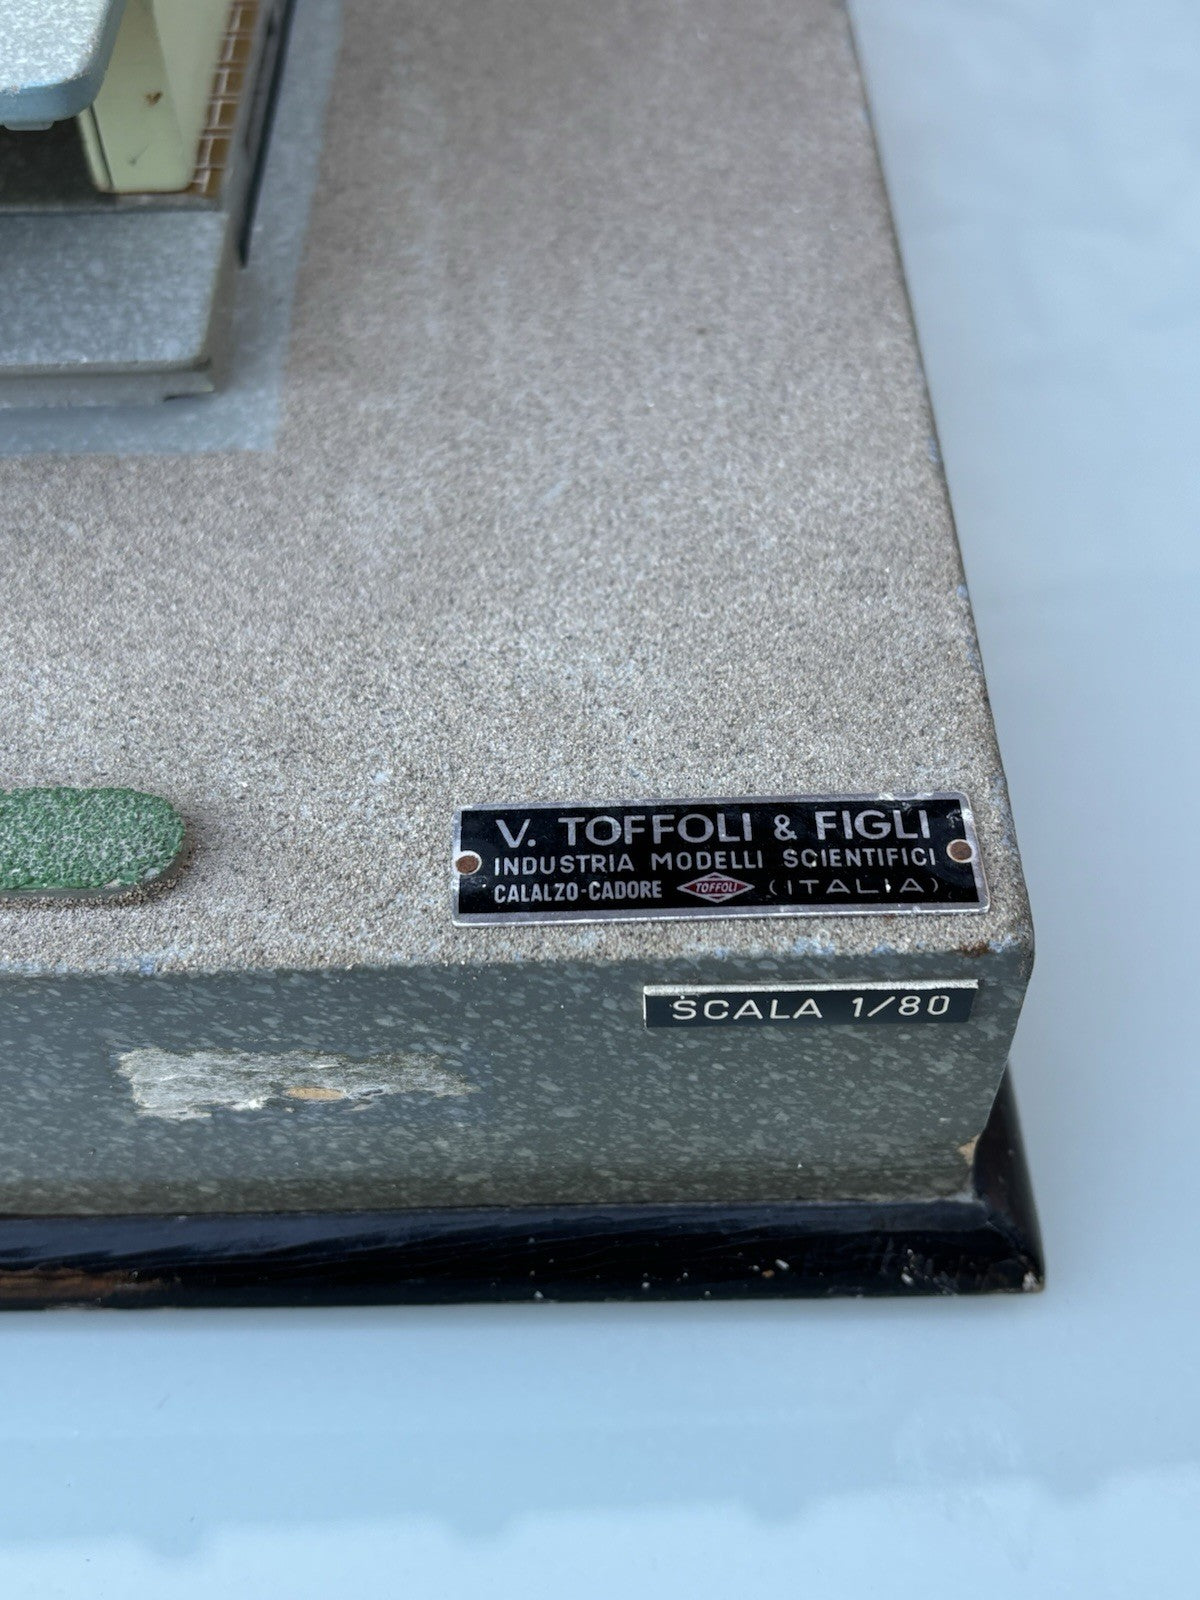 V. TOFFOLI & FIGLI
INDUSTRIA MODELLI SCIENTIFICI
CALALZO-CADORE TOFFOLI (ITALIA)
SCALA 1/80